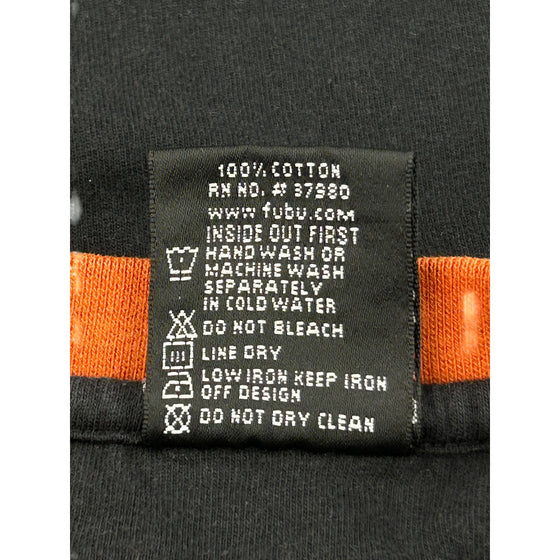 100% COTTON
RN NO. # 37980
www.fubu.com
INSIDE OUT FIRST
HAND WASH OR
MACHINE WASH
SEPARATELY
IN COLD WATER
DO NOT BLEACH
LINE DRY
LOW IRON KEEP IRON
OFF DESIGN
DO NOT DRY CLEAN